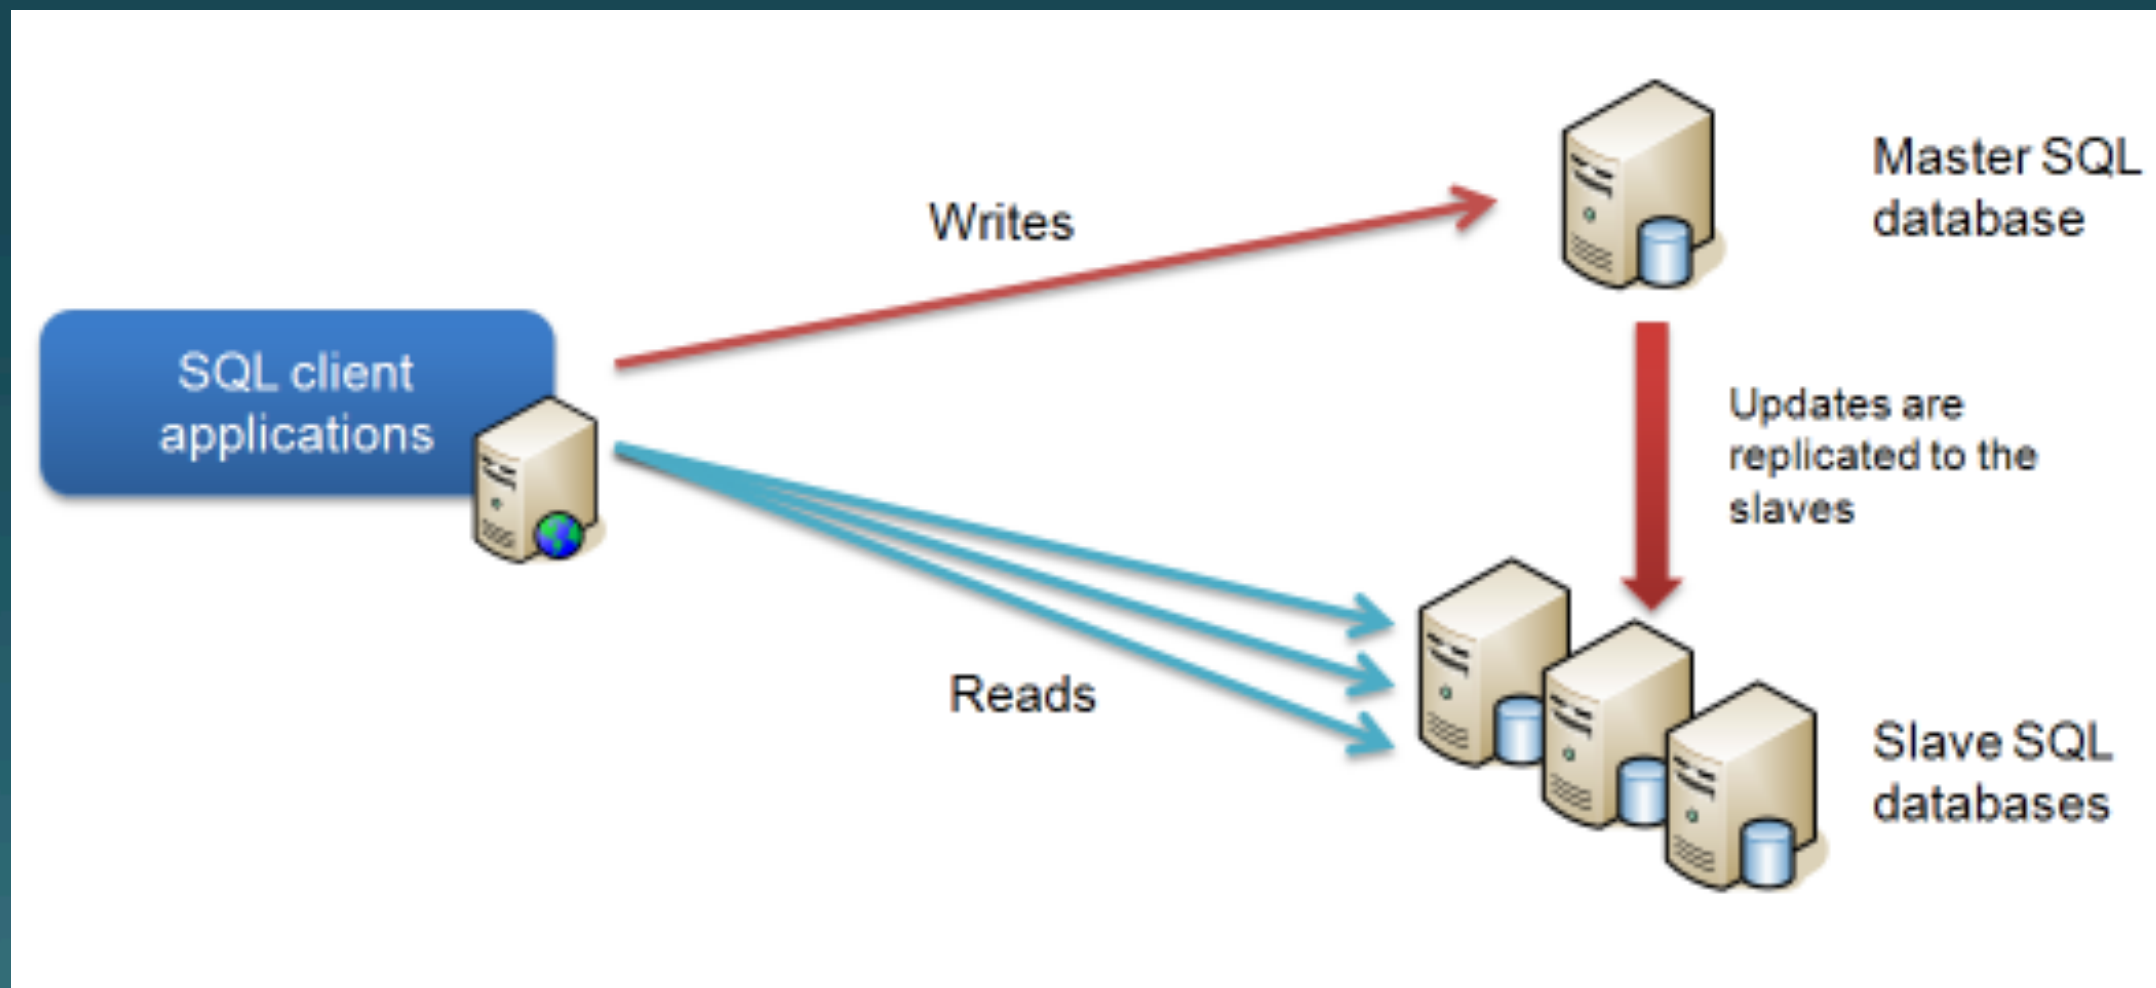 Master SQL
database
Writes
SQL client
applications
Updates are
replicated to the
slaves
Reads
Slave SQL
databases